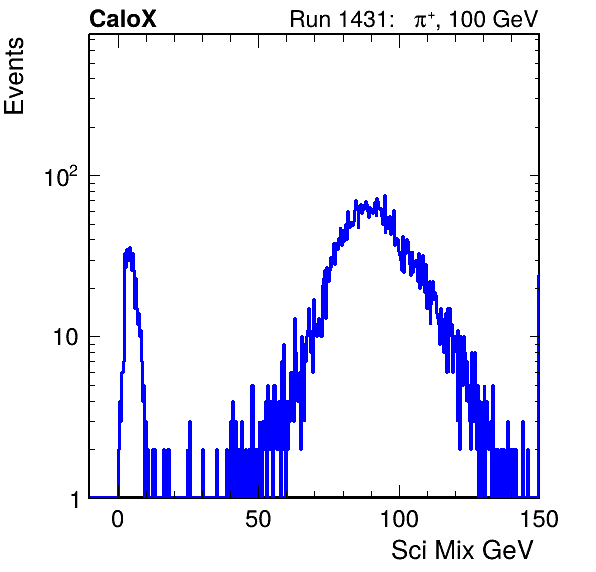 CaloX Run 1431: π⁺, 100 GeV
Events
10²
10
1
0 50 100 150
Sci Mix GeV